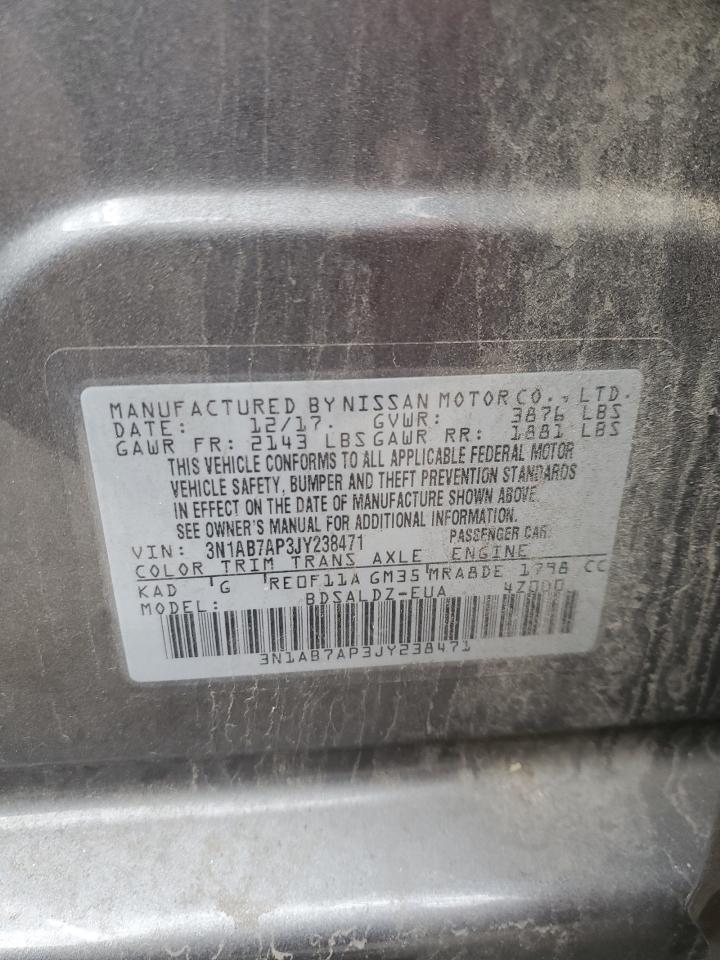 MANUFACTURED BY NISSAN MOTOR CO., LTD.
DATE: 12/17. GVWR: 3876 LBS
GAWR FR: 2143 LBS GAWR RR: 1881 LBS
THIS VEHICLE CONFORMS TO ALL APPLICABLE FEDERAL MOTOR
VEHICLE SAFETY, BUMPER AND THEFT PREVENTION STANDARDS
IN EFFECT ON THE DATE OF MANUFACTURE SHOWN ABOVE.
SEE OWNER'S MANUAL FOR ADDITIONAL INFORMATION.
VIN: 3N1AB7AP3JY238471 PASSENGER CAR
COLOR TRIM TRANS AXLE ENGINE
KAD G RE0F11A GM35 MRA8DE 1798 CC
MODEL: BDSALDZ-EUA 4Z000
3N1AB7AP3JY238471